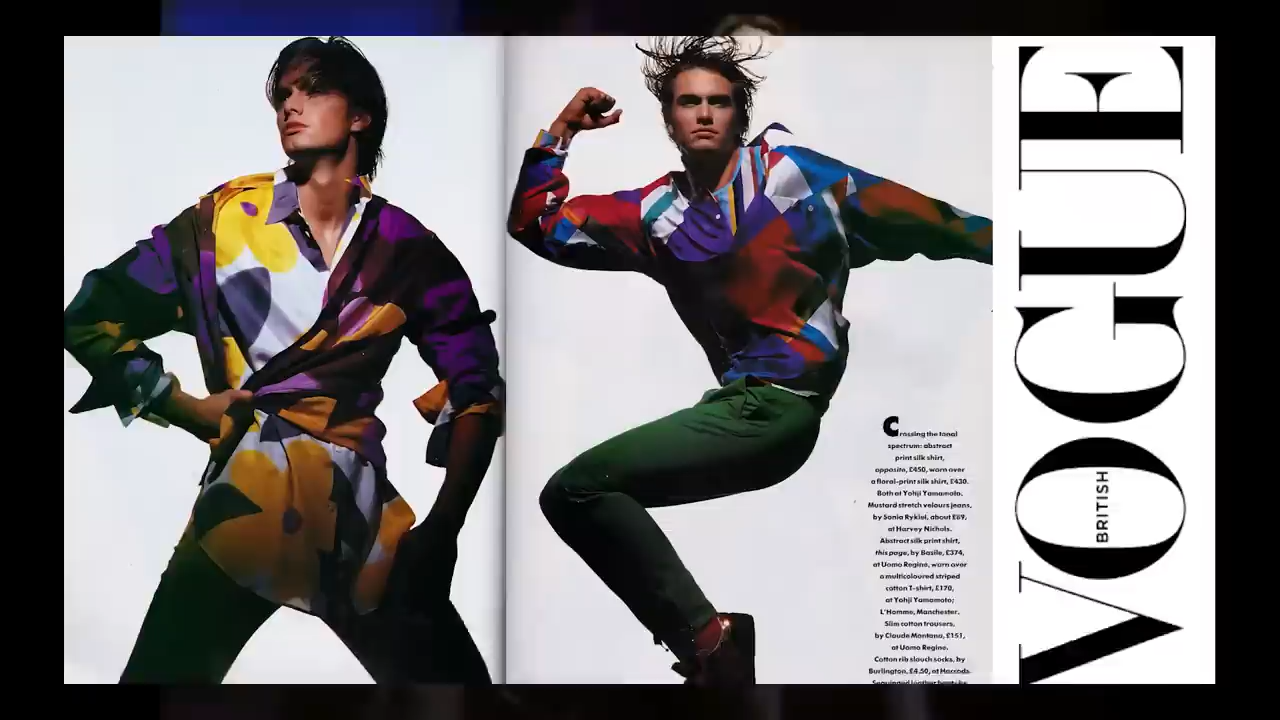 Crossing the tonal
spectrum: abstract
print silk shirt,
opposite, £450, worn over
a floral-print silk shirt, £430.
Both at Yohji Yamamoto.
Mustard stretch velours jeans,
by Sonia Rykiel, about £89,
at Harvey Nichols.
Abstract silk print shirt,
this page, by Basile, £374,
at Uomo Regine, worn over
a multicoloured striped
cotton T-shirt, £170,
at Yohji Yamamoto;
L'Homme, Manchester.
Slim cotton trousers,
by Claude Montana, £151,
at Uomo Regine.
Cotton rib slouch socks, by
Burlington, £4.50, at Harrods.
VOGUE
BRITISH